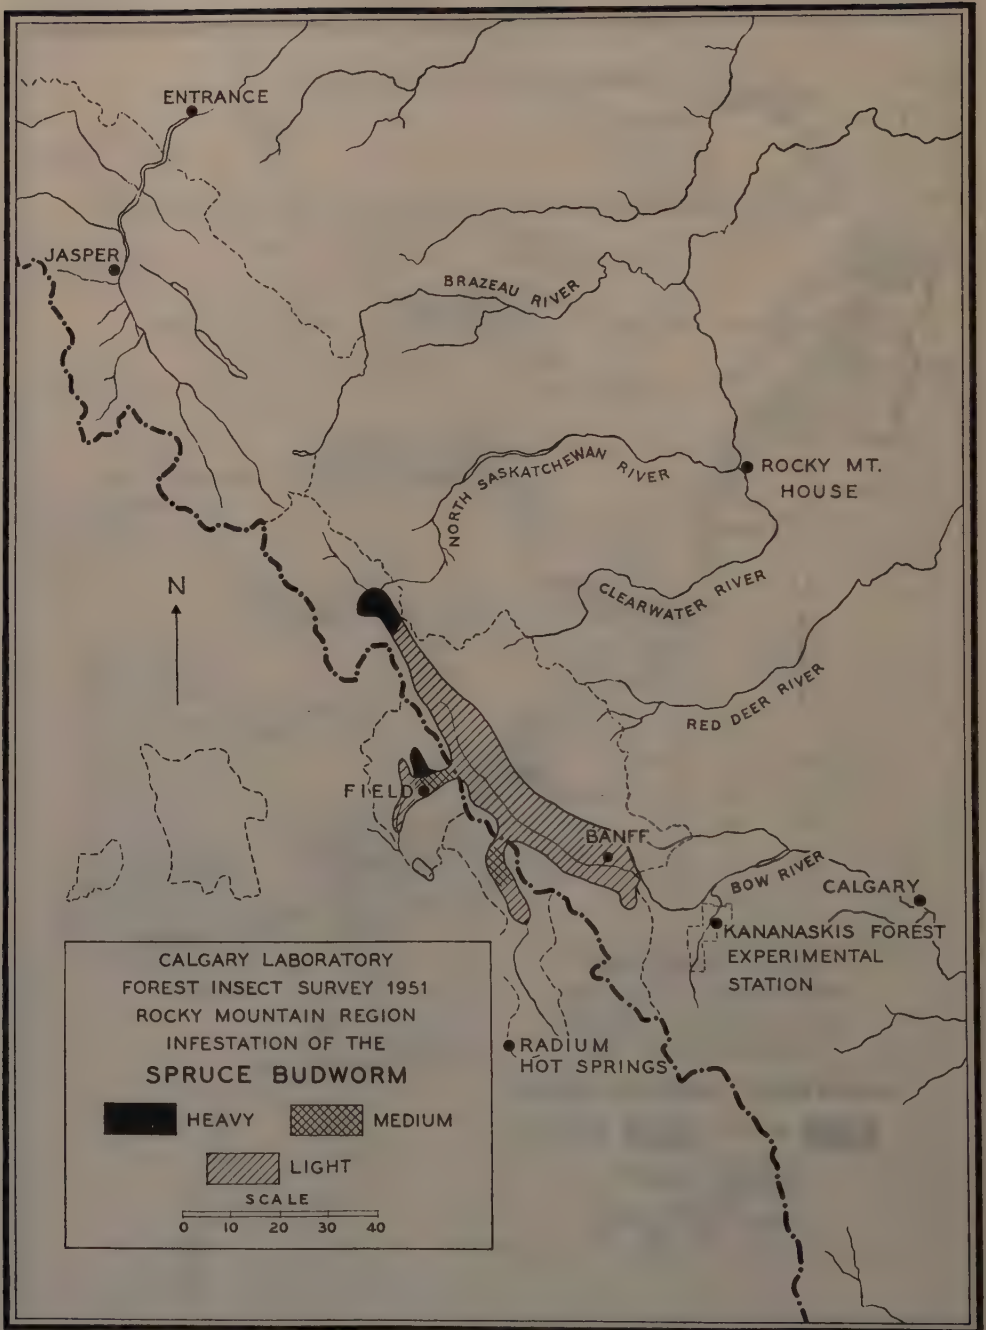 ENTRANCE
JASPER
BRAZEAU RIVER
NORTH SASKATCHEWAN RIVER
ROCKY MT.
HOUSE
N
CLEARWATER RIVER
RED DEER RIVER
FIELD
BANFF
BOW RIVER
CALGARY
KANANASKIS FOREST
EXPERIMENTAL
STATION
RADIUM
HOT SPRINGS
CALGARY LABORATORY
FOREST INSECT SURVEY 1951
ROCKY MOUNTAIN REGION
INFESTATION OF THE
SPRUCE BUDWORM
HEAVY MEDIUM
LIGHT
SCALE
0 10 20 30 40